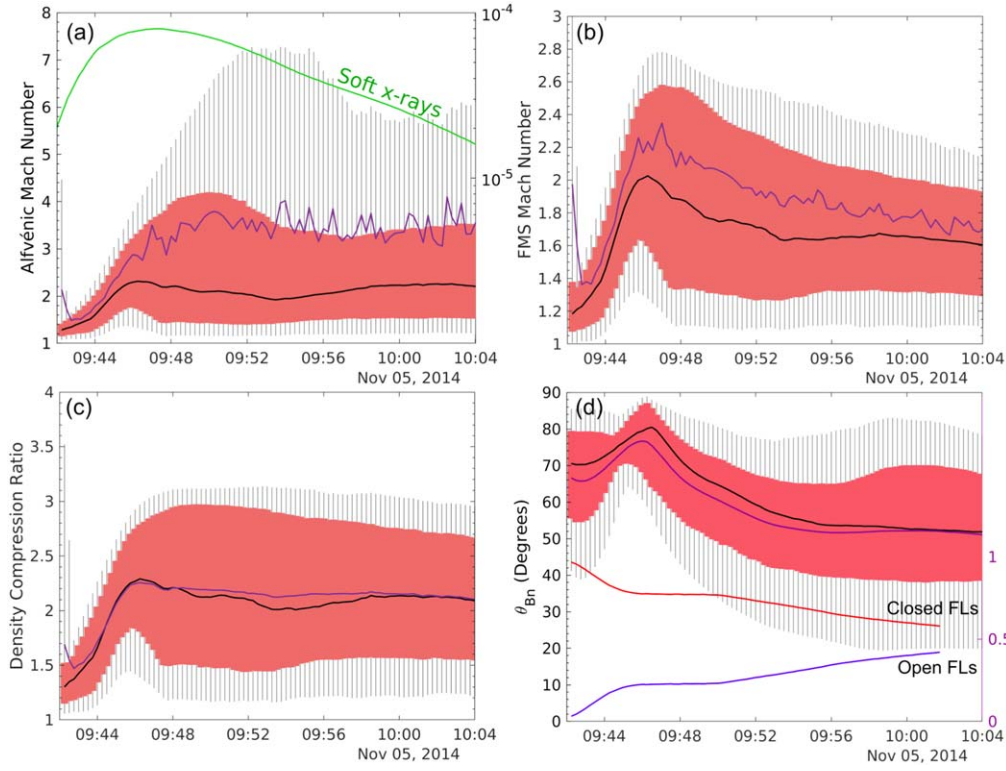 (a)
8
7
6
5
4
3
2
1
Alfvénic Mach Number
Soft x-rays
10-4
10-5
09:44 09:48 09:52 09:56 10:00 10:04
Nov 05, 2014
(b)
3
2.8
2.6
2.4
2.2
2
1.8
1.6
1.4
1.2
1
FMS Mach Number
09:44 09:48 09:52 09:56 10:00 10:04
Nov 05, 2014
(c)
4
3.5
3
2.5
2
1.5
1
Density Compression Ratio
09:44 09:48 09:52 09:56 10:00 10:04
Nov 05, 2014
(d)
90
80
70
60
50
40
30
20
10
0
θBn (Degrees)
1
0.5
0
Closed FLs
Open FLs
09:44 09:48 09:52 09:56 10:00 10:04
Nov 05, 2014